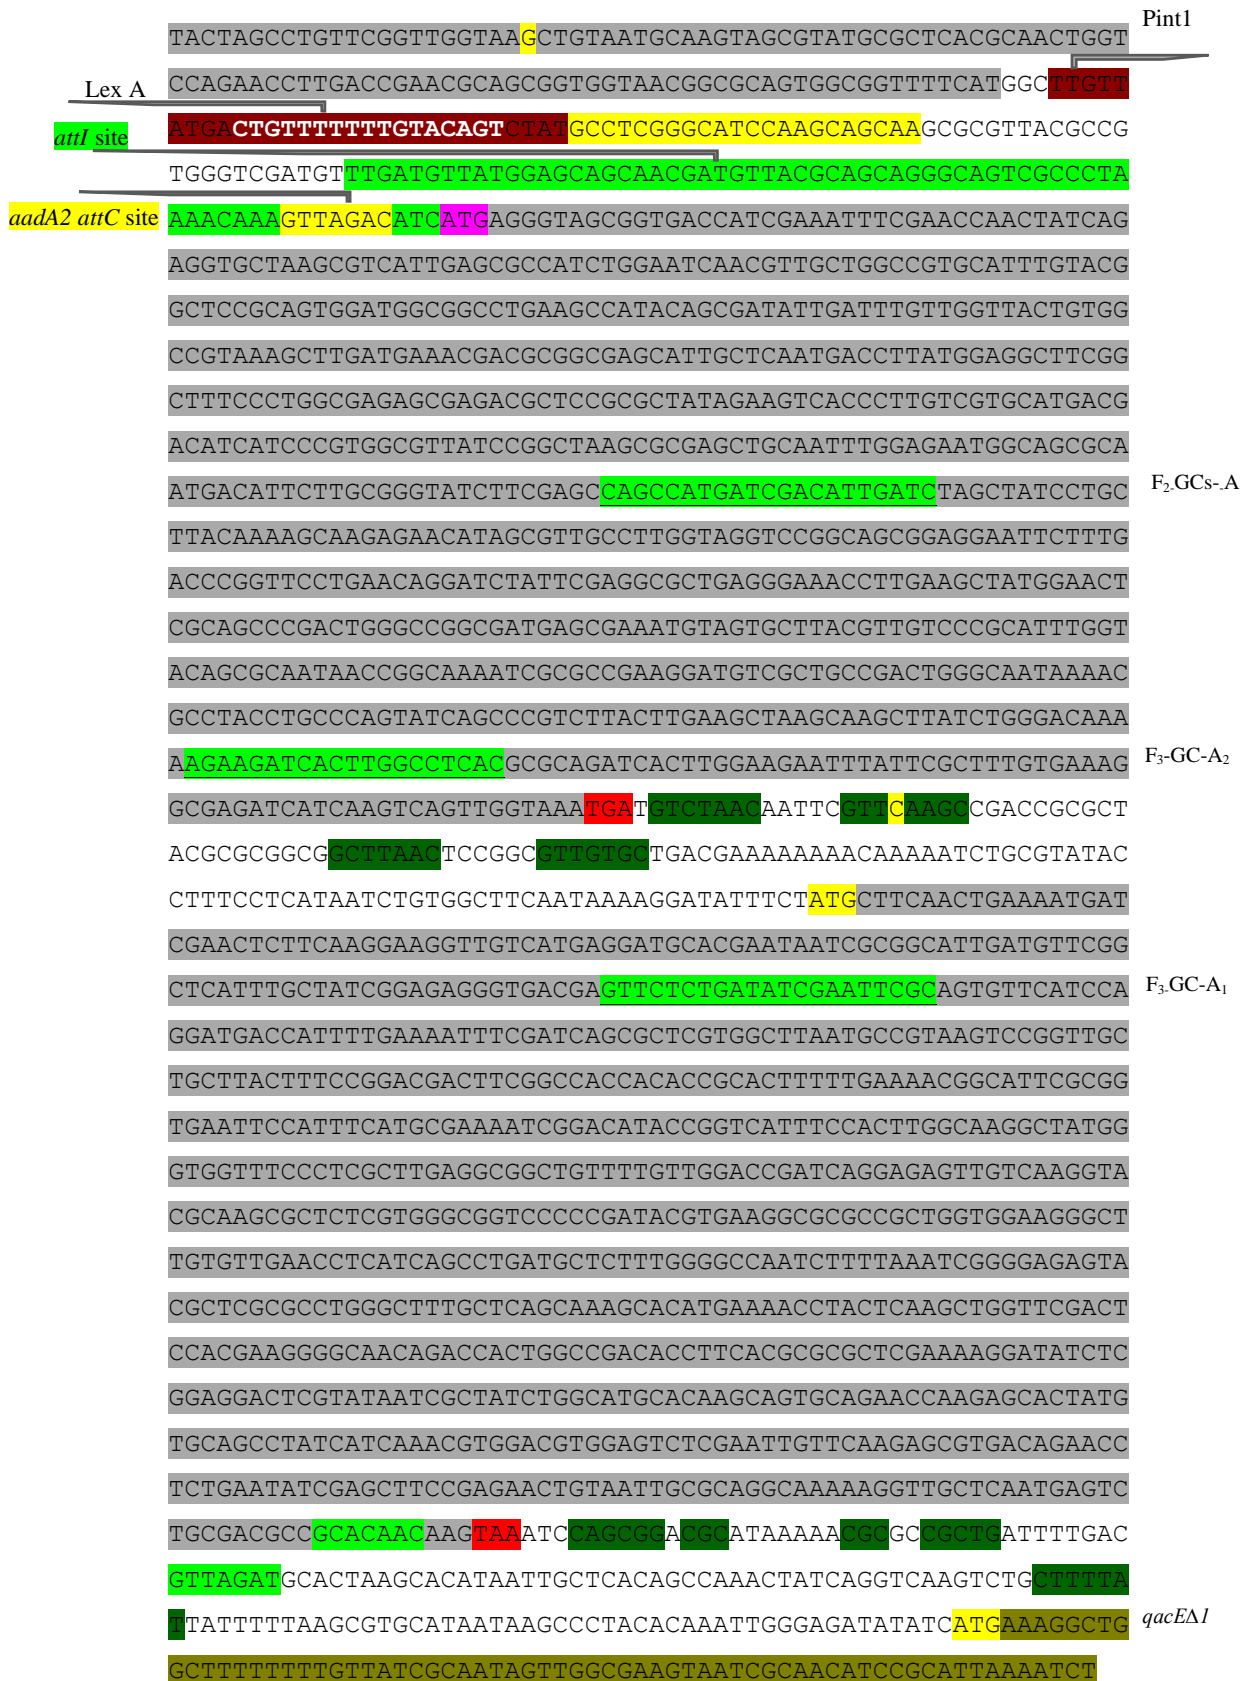 Pint1
TACTAGCCTGTTCGGTTGGTAAGCTGTAATGCAAGTAGCGTATGCGCTCACGCAACTGGT
CCAGAACCTTGACCGAACGCAGCGGTGGTAACGGCGCAGTGGCGGTTTTCATGGCTTGTT
Lex A
ATGACTGTTTTTTTGTACAGTCTATGCCTCGGGCATCCAAGCAGCAAGCGCGTTACGCCG
attI site
TGGGTCGATGTTTGATGTTATGGAGCAGCAACGATGTTACGCAGCAGGGCAGTCGCCCTA
aadA2 attC site AAACAAAGTTAGACATCATGAGGGTAGCGGTGACCATCGAAATTTCGAACCAACTATCAG
AGGTGCTAAGCGTCATTGAGCGCCATCTGGAATCAACGTTGCTGGCCGTGCATTTGTACG
GCTCCGCAGTGGATGGCGGCCTGAAGCCATACAGCGATATTGATTTGTTGGTTACTGTGG
CCGTAAAGCTTGATGAAACGACGCGGCGAGCATTGCTCAATGACCTTATGGAGGCTTCGG
CTTTCCCTGGCGAGAGCGAGACGCTCCGCGCTATAGAAGTCACCCTTGTCGTGCATGACG
ACATCATCCCGTGGCGTTATCCGGCTAAGCGCGAGCTGCAATTTGGAGAATGGCAGCGCA
ATGACATTCTTGCGGGTATCTTCGAGCCAGCCATGATCGACATTGATCTAGCTATCCTGC F2-GCs--A
TTACAAAAGCAAGAGAACATAGCGTTGCCTTGGTAGGTCCGGCAGCGGAGGAATTCTTTG
ACCCGGTTCCTGAACAGGATCTATTCGAGGCGCTGAGGGAAACCTTGAAGCTATGGAACT
CGCAGCCCGACTGGGCCGGCGATGAGCGAAATGTAGTGCTTACGTTGTCCCGCATTTGGT
ACAGCGCAATAACCGGCAAAATCGCGCCGAAGGATGTCGCTGCCGACTGGGCAATAAAAC
GCCTACCTGCCCAGTATCAGCCCGTCTTACTTGAAGCTAAGCAAGCTTATCTGGGACAAA
AAGAAGATCACTTGGCCTCACGCGCAGATCACTTGGAAGAATTTATTCGCTTTGTGAAAG F3-GC-A2
GCGAGATCATCAAGTCAGTTGGTAAATGATGTCTAACAATTCGTTCAAGCCGACCGCGCT
ACGCGCGGCGGCTTAACTCCGGCGTTGTGCTGACGAAAAAAAACAAAAATCTGCGTATAC
CTTTCCTCATAATCTGTGGCTTCAATAAAAGGATATTTCTATGCTTCAACTGAAAATGAT
CGAACTCTTCAAGGAAGGTTGTCATGAGGATGCACGAATAATCGCGGCATTGATGTTCGG
CTCATTTGCTATCGGAGAGGGTGACGAGTTCTCTGATATCGAATTCGCAGTGTTCATCCA F3-GC-A1
GGATGACCATTTTGAAAATTTCGATCAGCGCTCGTGGCTTAATGCCGTAAGTCCGGTTGC
TGCTTACTTTCCGGACGACTTCGGCCACCACACCGCACTTTTTGAAAACGGCATTCGCGG
TGAATTCCATTTCATGCGAAAATCGGACATACCGGTCATTTCCACTTGGCAAGGCTATGG
GTGGTTTCCCTCGCTTGAGGCGGCTGTTTTGTTGGACCGATCAGGAGAGTTGTCAAGGTA
CGCAAGCGCTCTCGTGGGCGGTCCCCCGATACGTGAAGGCGCGCCGCTGGTGGAAGGGCT
TGTGTTGAACCTCATCAGCCTGATGCTCTTTGGGGCCAATCTTTTAAATCGGGGAGAGTA
CGCTCGCGCCTGGGCTTTGCTCAGCAAAGCACATGAAAACCTACTCAAGCTGGTTCGACT
CCACGAAGGGGCAACAGACCACTGGCCGACACCTTCACGCGCGCTCGAAAAGGATATCTC
GGAGGACTCGTATAATCGCTATCTGGCATGCACAAGCAGTGCAGAACCAAGAGCACTATG
TGCAGCCTATCATCAAACGTGGACGTGGAGTCTCGAATTGTTCAAGAGCGTGACAGAACC
TCTGAATATCGAGCTTCCGAGAACTGTAATTGCGCAGGCAAAAAGGTTGCTCAATGAGTC
TGCGACGCCGCACAACAAGTAAATCCAGCGGACGCATAAAAACGCGCCGCTGATTTTGAC
GTTAGATGCACTAAGCACATAATTGCTCACAGCCAAACTATCAGGTCAAGTCTGCTTTTA
TTATTTTTAAGCGTGCATAATAAGCCCTACACAAATTGGGAGATATATCATGAAAGGCTG qacEΔ1
GCTTTTTTTTGTTATCGCAATAGTTGGCGAAGTAATCGCAACATCCGCATTAAAATCT